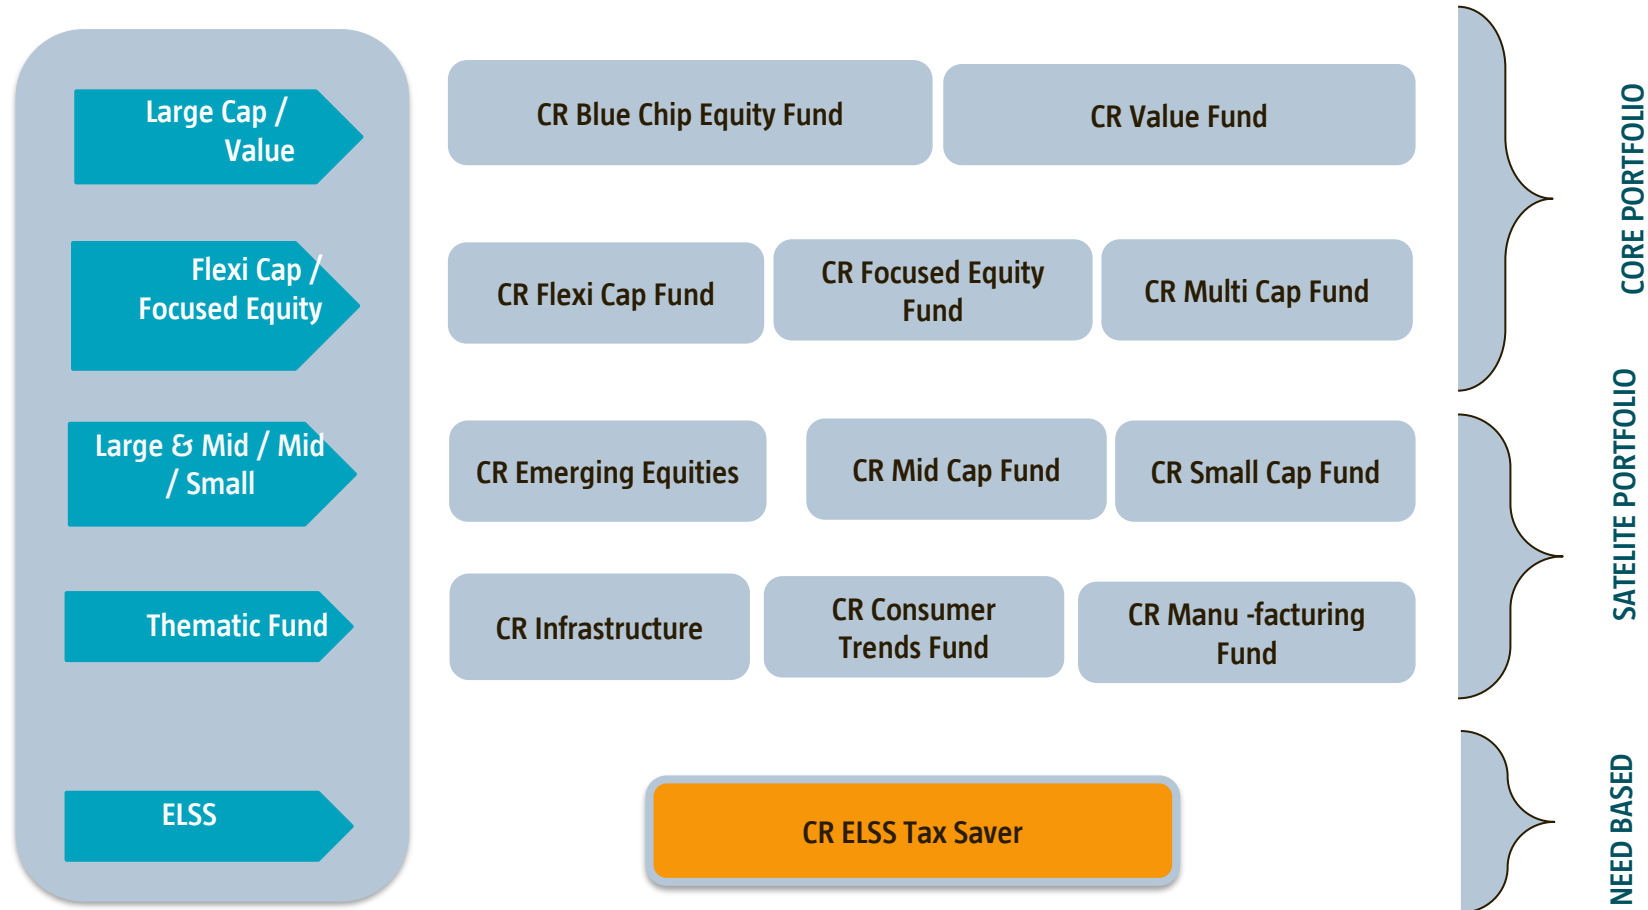 Large Cap /
Value
CR Blue Chip Equity Fund
CR Value Fund
CORE PORTFOLIO
Flexi Cap /
Focused Equity
CR Flexi Cap Fund
CR Focused Equity
Fund
CR Multi Cap Fund
Large & Mid / Mid
/ Small
CR Emerging Equities
CR Mid Cap Fund
CR Small Cap Fund
SATELITE PORTFOLIO
Thematic Fund
CR Infrastructure
CR Consumer
Trends Fund
CR Manu -facturing
Fund
ELSS
CR ELSS Tax Saver
NEED BASED